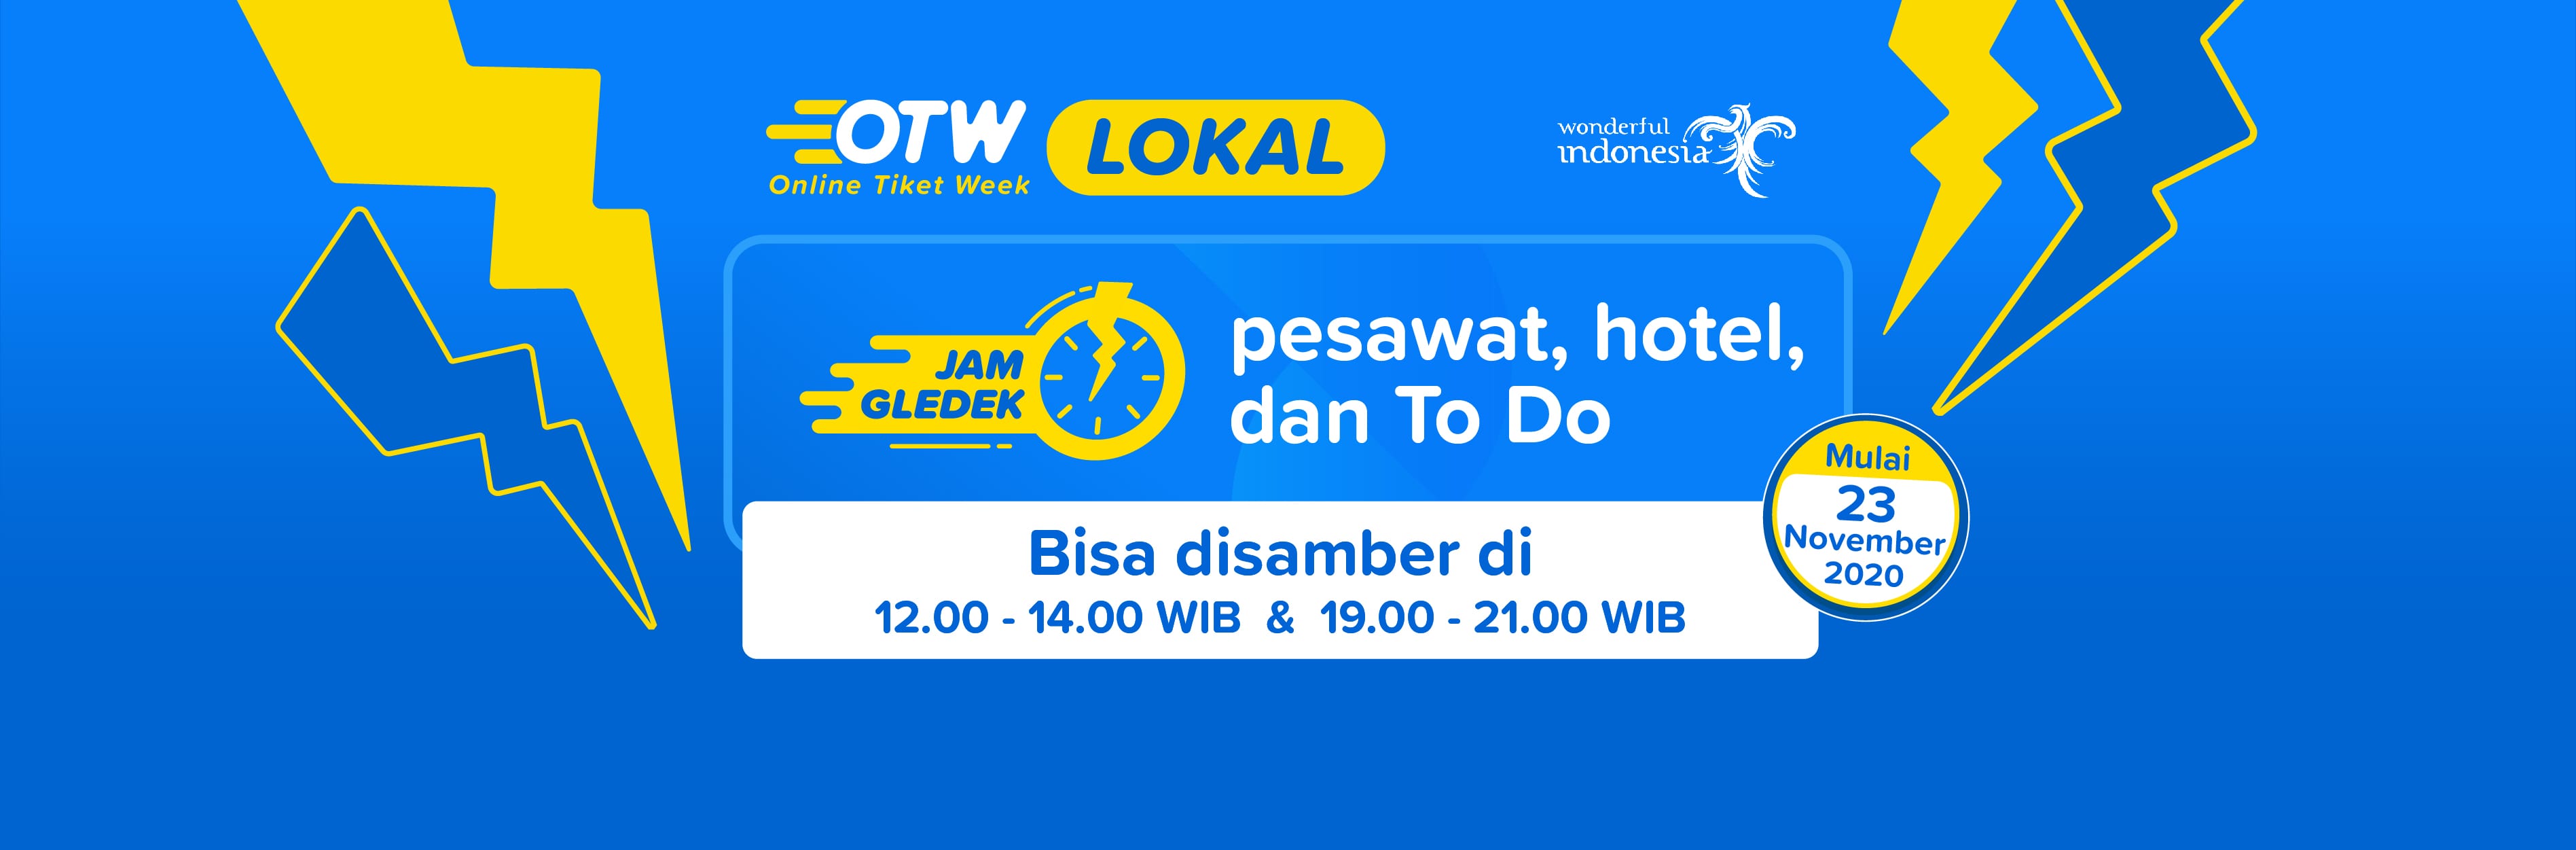 OTW LOKAL
Online Tiket Week
wonderful
indonesia
JAM
GLEDEK
pesawat, hotel,
dan To Do
Mulai
23
November
2020
Bisa disamber di
12.00 - 14.00 WIB & 19.00 - 21.00 WIB